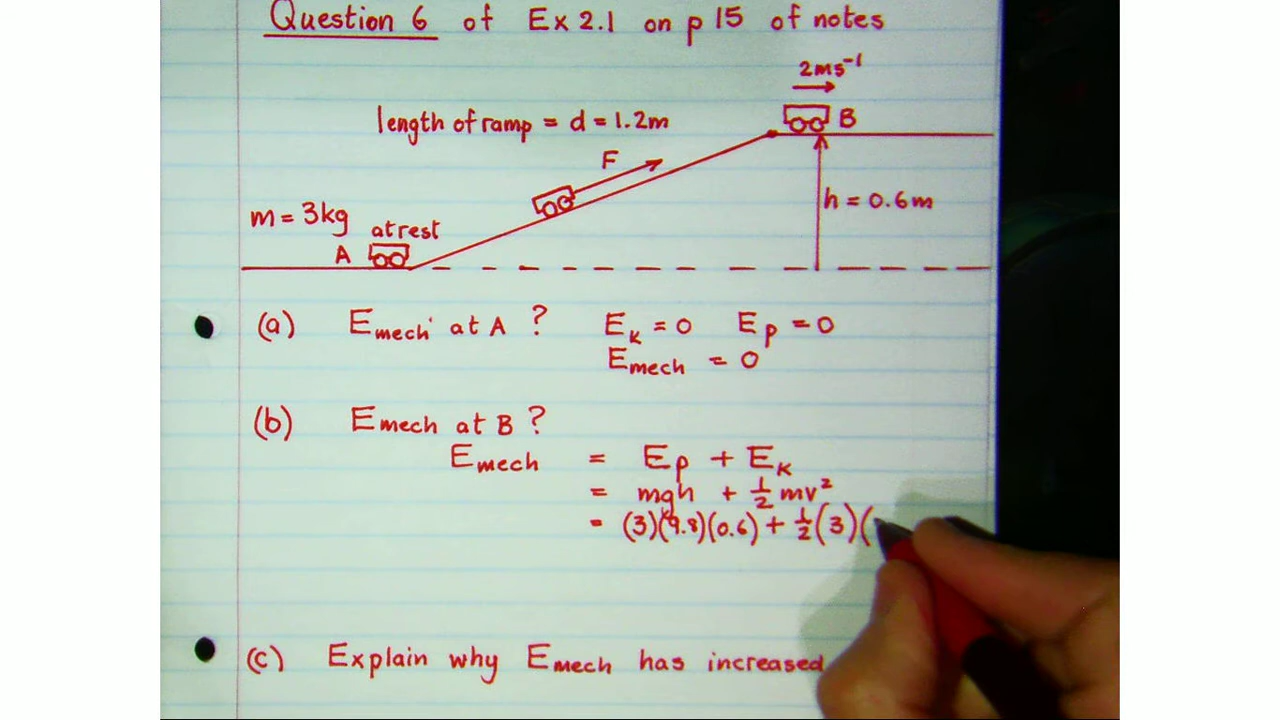 Question 6 of Ex 2.1 on p 15 of notes
2ms⁻¹
length of ramp = d = 1.2m
B
F
h = 0.6m
m = 3kg
at rest
A
(a) Emech at A ? EK = 0 Ep = 0
Emech = 0
(b) Emech at B ?
Emech = Ep + EK
= mgh + ½mv²
= (3)(9.8)(0.6) + ½(3)(
(c) Explain why Emech has increased